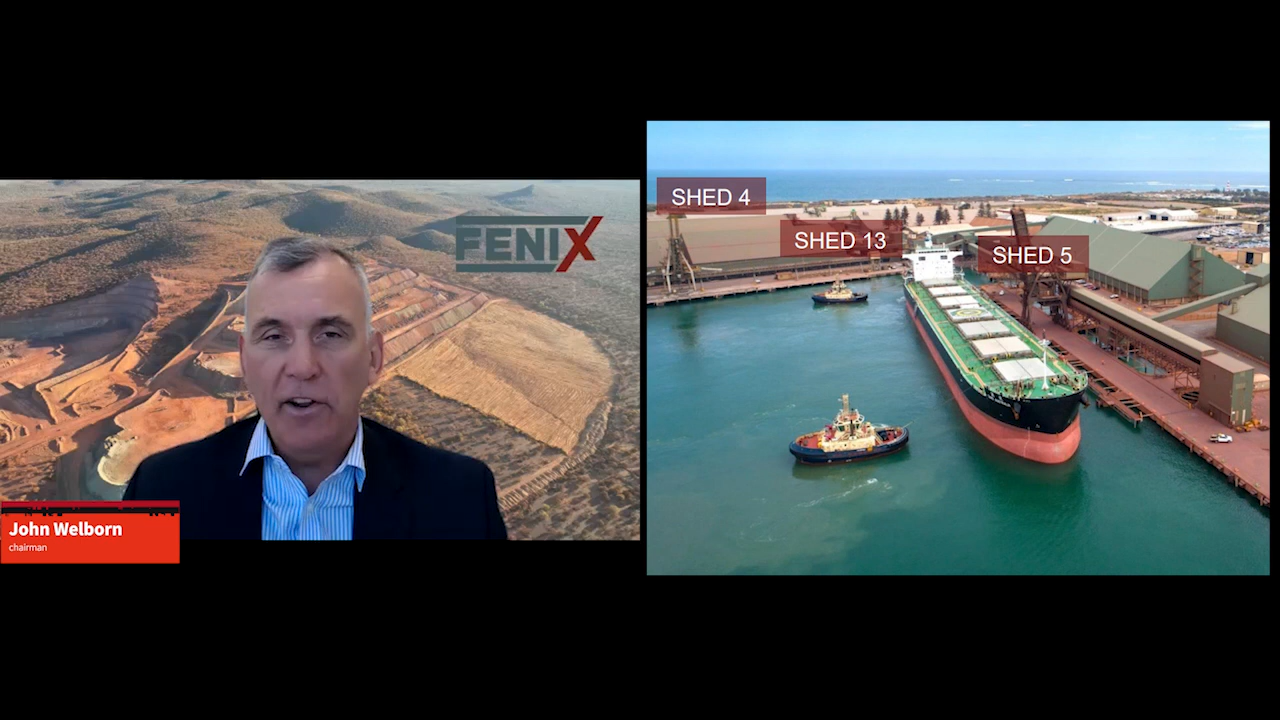 FENIX
John Welborn
chairman
SHED 4
SHED 13
SHED 5